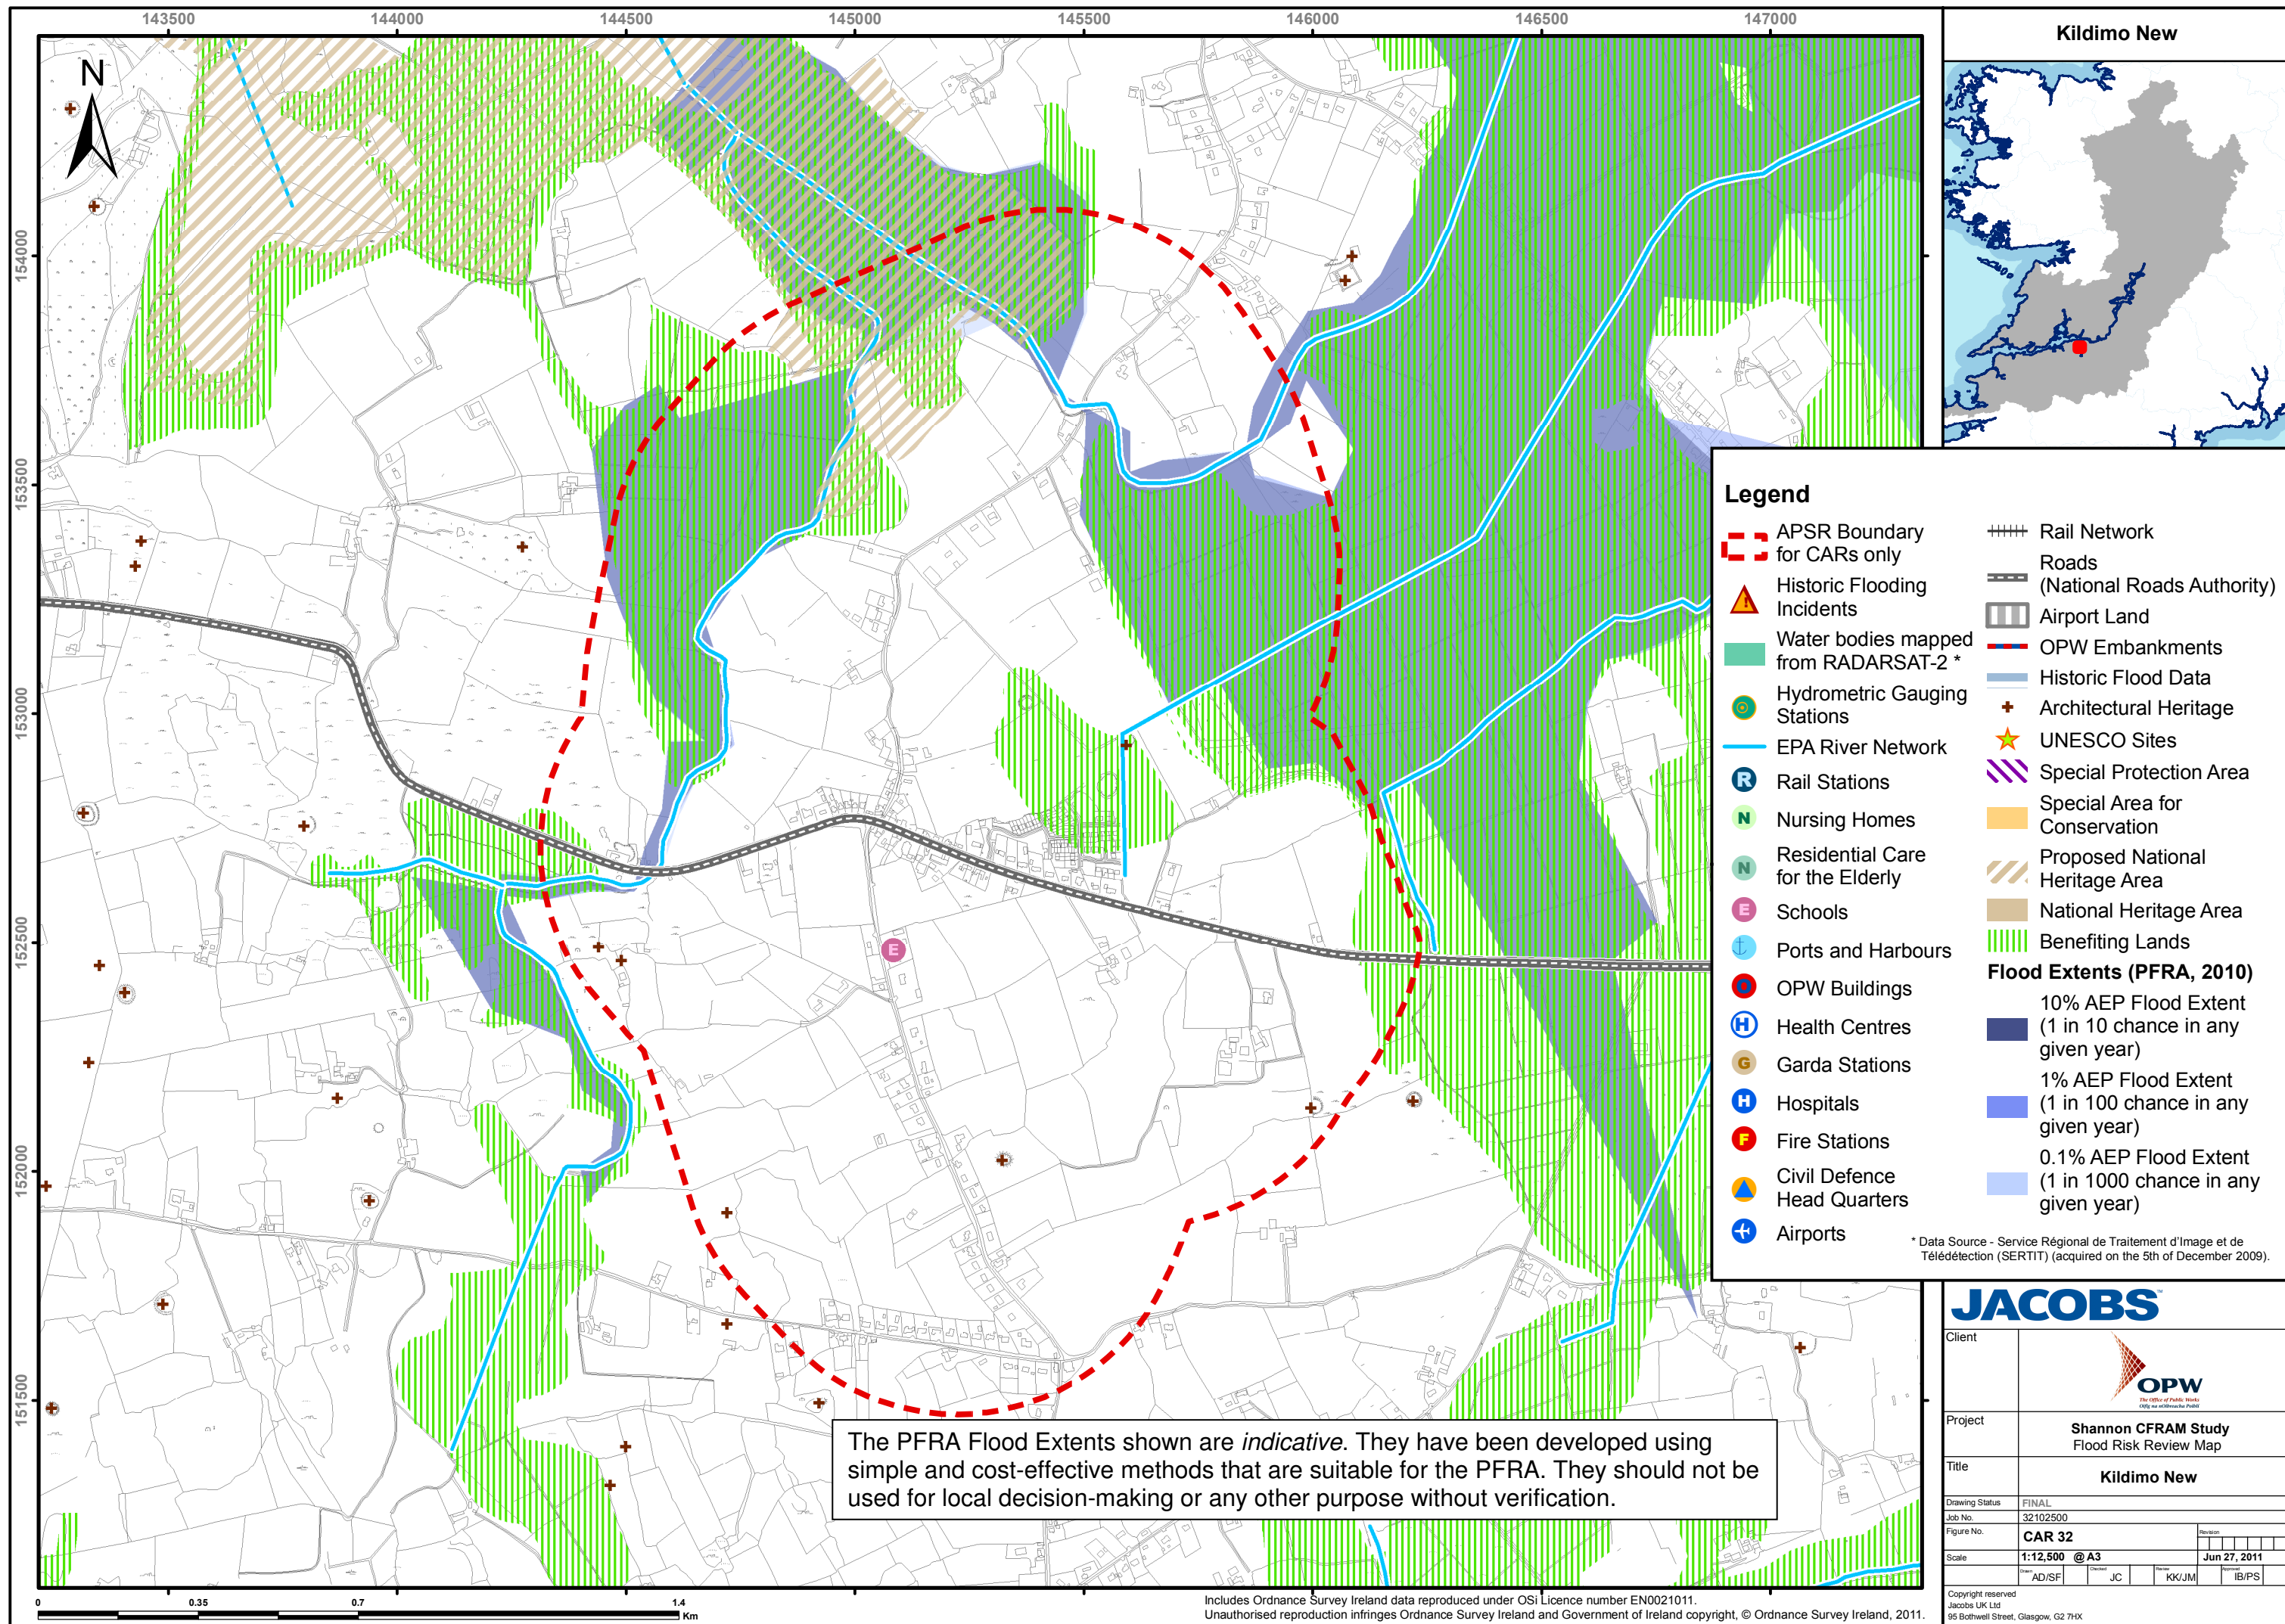 143500 144000 144500 145000 145500 146000 146500 147000
Kildimo New
N
154000
153500
153000
152500
152000
151500
E
Legend
APSR Boundary
for CARs only
Historic Flooding
Incidents
Water bodies mapped
from RADARSAT-2 *
Hydrometric Gauging
Stations
EPA River Network
R Rail Stations
N Nursing Homes
N Residential Care
for the Elderly
E Schools
Ports and Harbours
OPW Buildings
H Health Centres
G Garda Stations
H Hospitals
F Fire Stations
Civil Defence
Head Quarters
Airports
Rail Network
Roads
(National Roads Authority)
Airport Land
OPW Embankments
Historic Flood Data
Architectural Heritage
UNESCO Sites
Special Protection Area
Special Area for
Conservation
Proposed National
Heritage Area
National Heritage Area
Benefiting Lands
Flood Extents (PFRA, 2010)
10% AEP Flood Extent
(1 in 10 chance in any
given year)
1% AEP Flood Extent
(1 in 100 chance in any
given year)
0.1% AEP Flood Extent
(1 in 1000 chance in any
given year)
* Data Source - Service Régional de Traitement d'Image et de
Télédétection (SERTIT) (acquired on the 5th of December 2009).
The PFRA Flood Extents shown are indicative. They have been developed using
simple and cost-effective methods that are suitable for the PFRA. They should not be
used for local decision-making or any other purpose without verification.
JACOBS
Client
OPW
The Office of Public Works
Oifig na nOibreacha Poiblí
Project
Shannon CFRAM Study
Flood Risk Review Map
Title
Kildimo New
Drawing Status FINAL
Job No. 32102500
Figure No. CAR 32 Revision
Scale 1:12,500 @ A3 Jun 27, 2011
Drawn AD/SF Checked JC Review KK/JM Approved IB/PS
Copyright reserved
Jacobs UK Ltd
95 Bothwell Street, Glasgow, G2 7HX
0 0.35 0.7 1.4
Km
Includes Ordnance Survey Ireland data reproduced under OSi Licence number EN0021011.
Unauthorised reproduction infringes Ordnance Survey Ireland and Government of Ireland copyright, © Ordnance Survey Ireland, 2011.